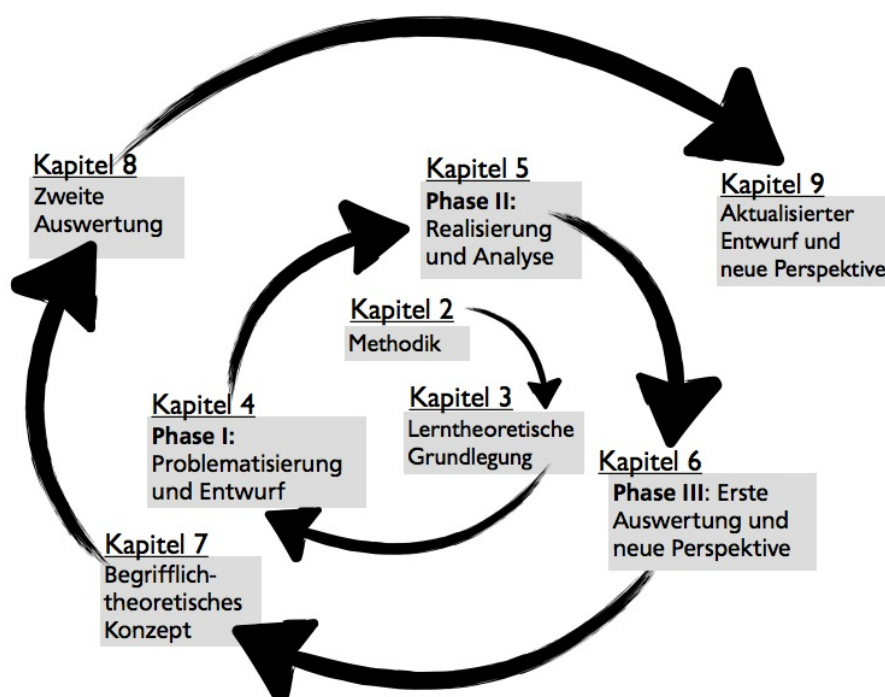 Kapitel 8
Zweite
Auswertung
Kapitel 5
Phase II:
Realisierung
und Analyse
Kapitel 9
Aktualisierter
Entwurf und
neue Perspektive
Kapitel 2
Methodik
Kapitel 4
Phase I:
Problematisierung
und Entwurf
Kapitel 3
Lerntheoretische
Grundlegung
Kapitel 6
Phase III: Erste
Auswertung und
neue Perspektive
Kapitel 7
Begrifflich-
theoretisches
Konzept